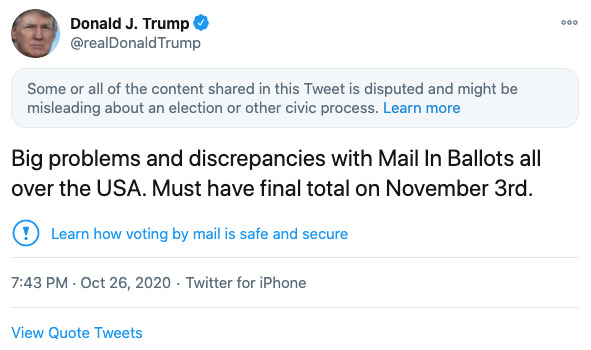 Donald J. Trump
@realDonaldTrump
Some or all of the content shared in this Tweet is disputed and might be
misleading about an election or other civic process. Learn more
Big problems and discrepancies with Mail In Ballots all
over the USA. Must have final total on November 3rd.
Learn how voting by mail is safe and secure
7:43 PM · Oct 26, 2020 · Twitter for iPhone
View Quote Tweets